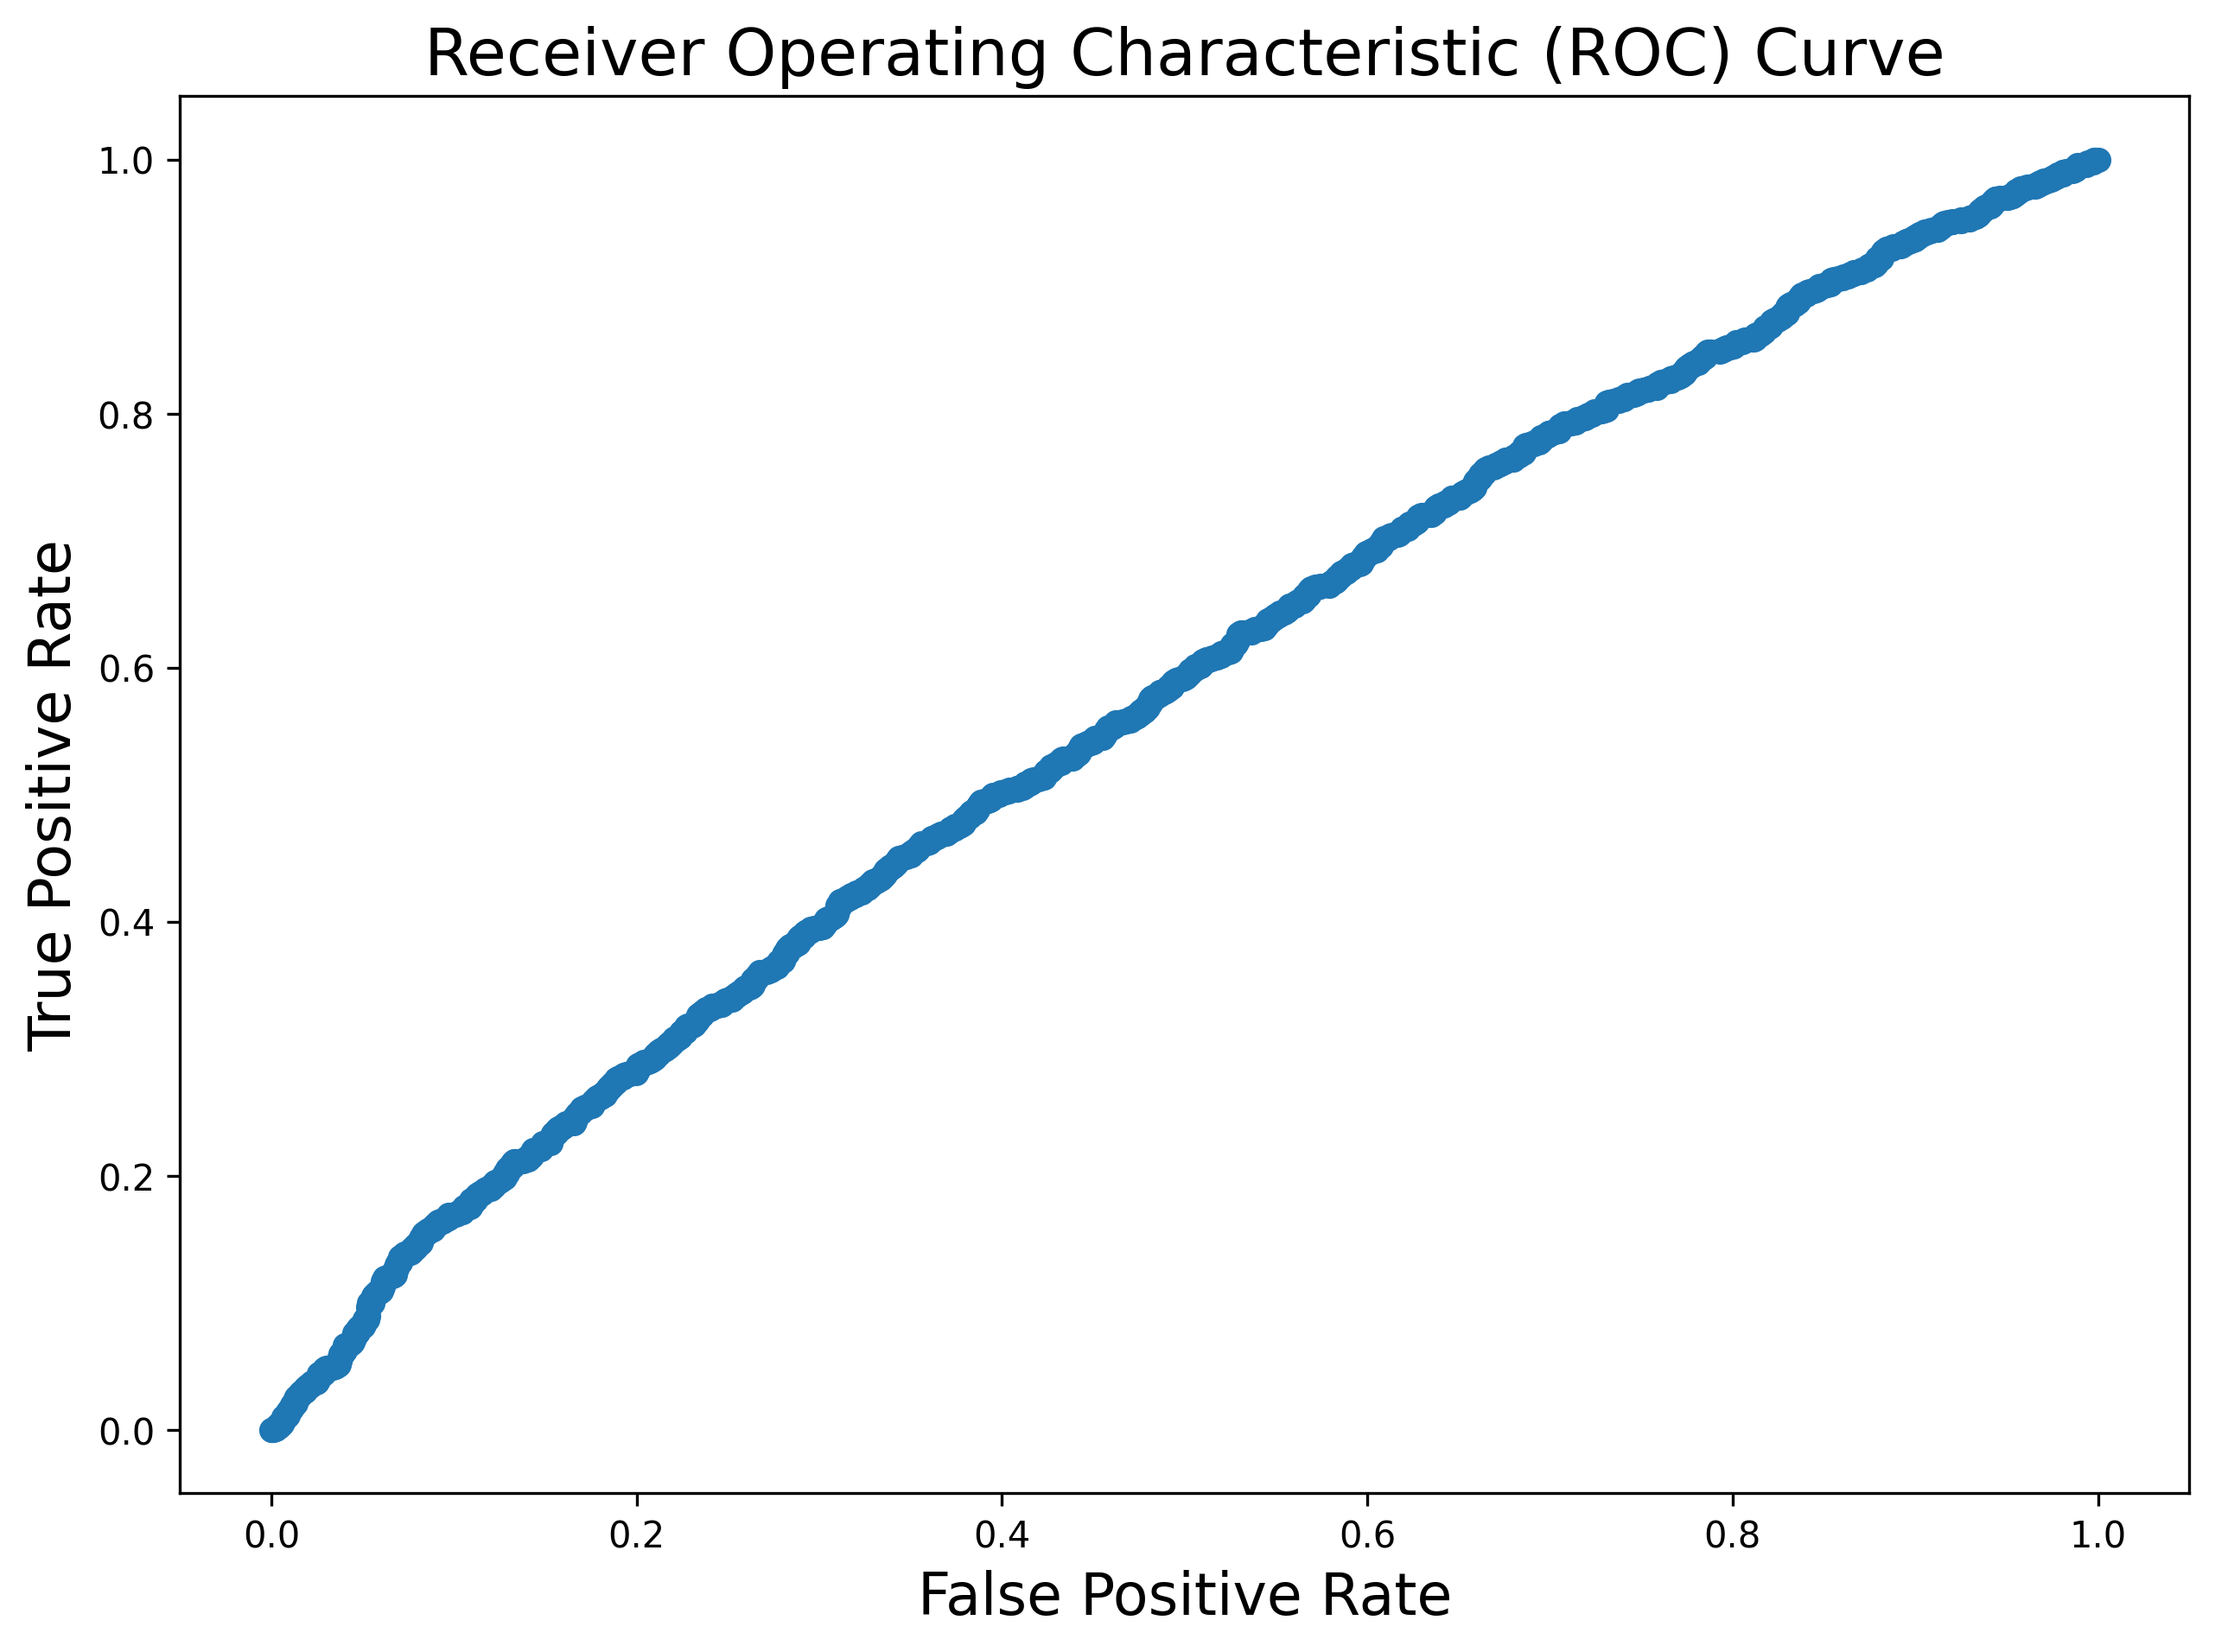 Receiver Operating Characteristic (ROC) Curve
True Positive Rate
1.0
0.8
0.6
0.4
0.2
0.0
0.0 0.2 0.4 0.6 0.8 1.0
False Positive Rate